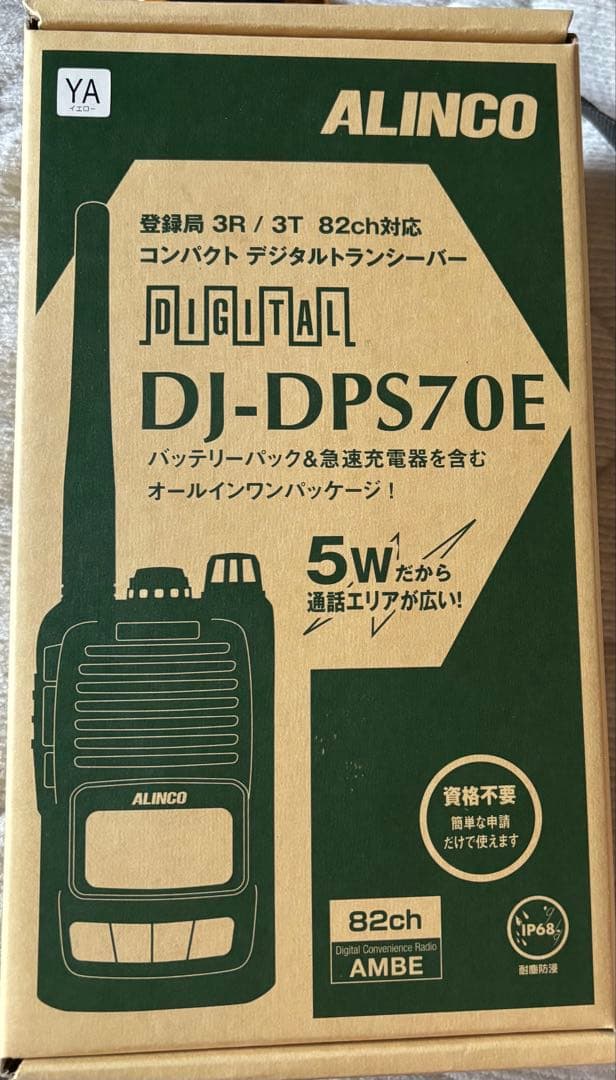 YA
イエロー
ALINCO
登録局 3R / 3T 82ch対応
コンパクト デジタルトランシーバー
DIGITAL
DJ-DPS70E
バッテリーパック&急速充電器を含む
オールインワンパッケージ!
5Wだから
通話エリアが広い!
ALINCO
資格不要
簡単な申請
だけで使えます
82ch
Digital Convenience Radio
AMBE
IP68
耐塵防浸